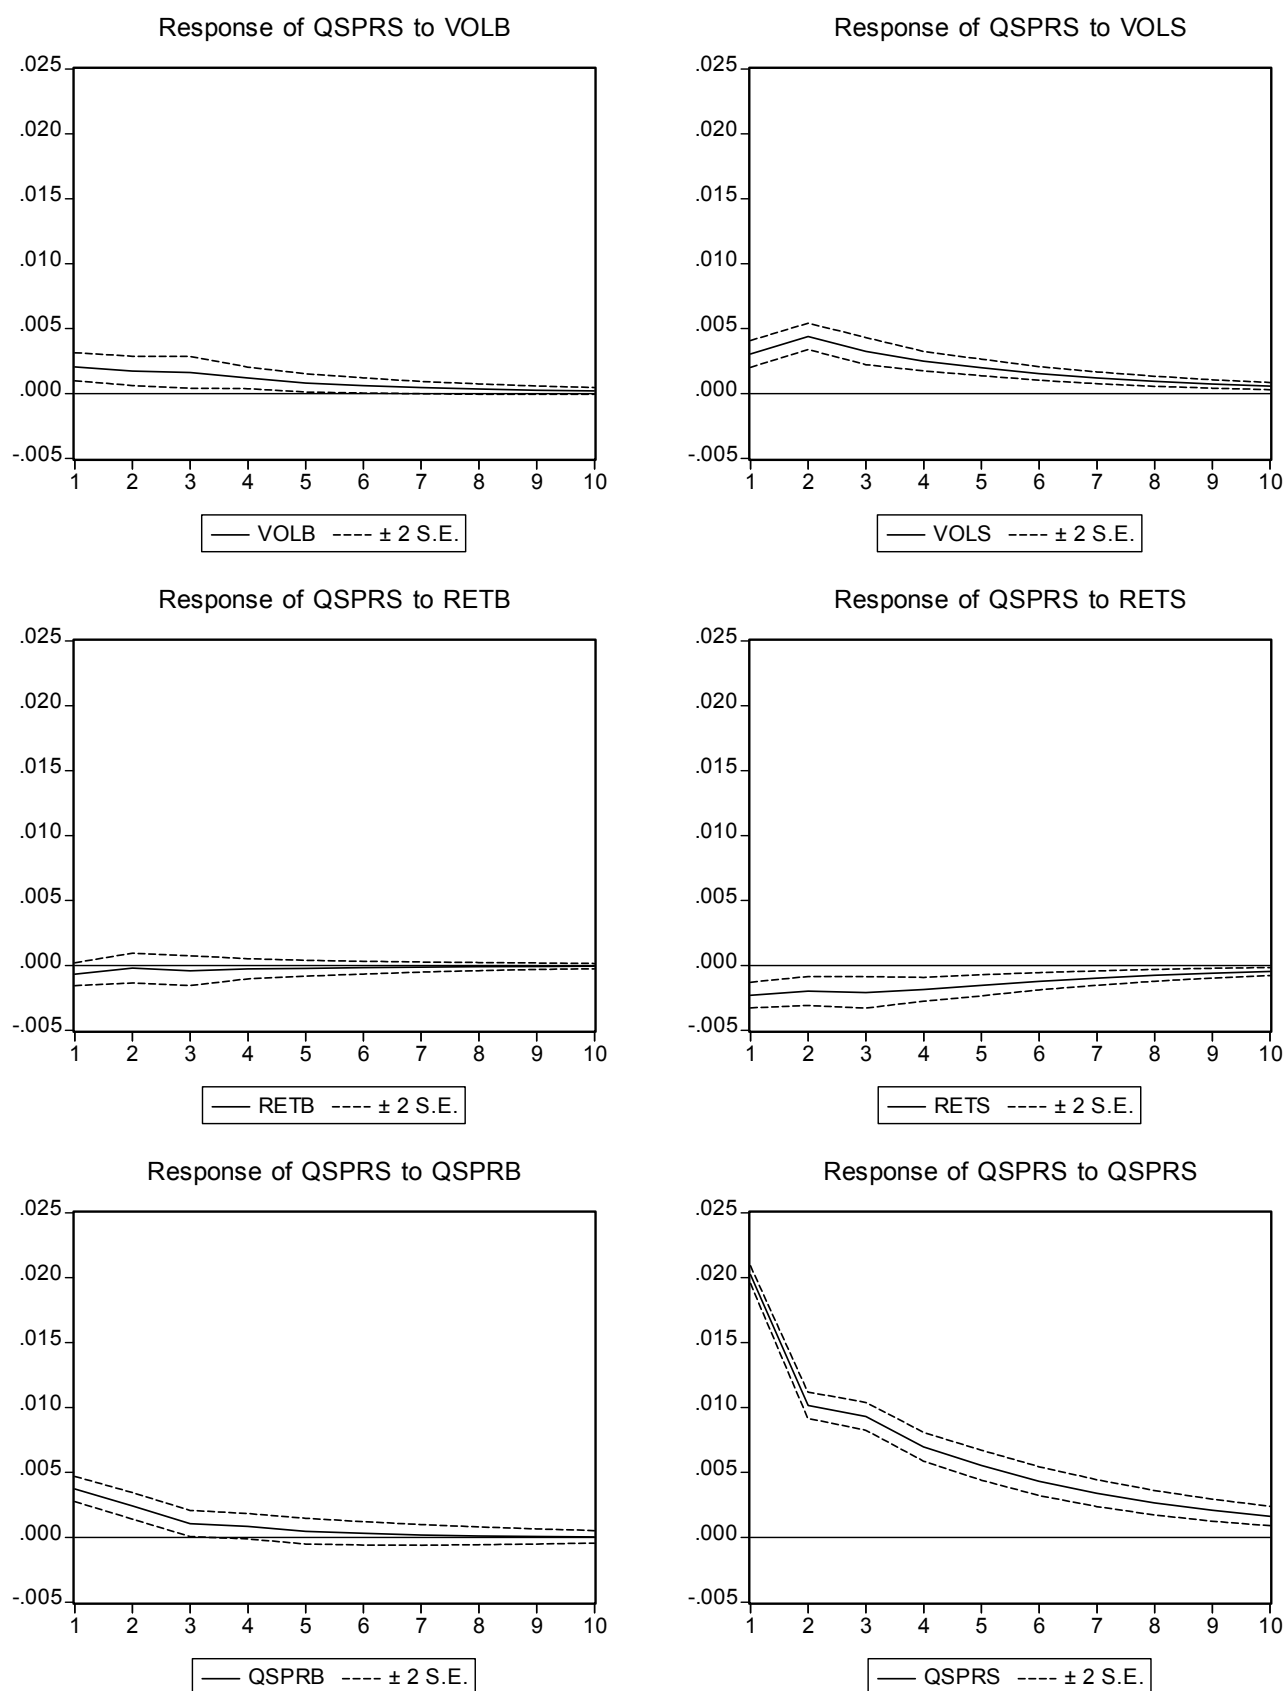 Response of QSPRS to VOLB
.025
.020
.015
.010
.005
.000
-.005
1 2 3 4 5 6 7 8 9 10
VOLB ± 2 S.E.
Response of QSPRS to VOLS
.025
.020
.015
.010
.005
.000
-.005
1 2 3 4 5 6 7 8 9 10
VOLS ± 2 S.E.
Response of QSPRS to RETB
.025
.020
.015
.010
.005
.000
-.005
1 2 3 4 5 6 7 8 9 10
RETB ± 2 S.E.
Response of QSPRS to RETS
.025
.020
.015
.010
.005
.000
-.005
1 2 3 4 5 6 7 8 9 10
RETS ± 2 S.E.
Response of QSPRS to QSPRB
.025
.020
.015
.010
.005
.000
-.005
1 2 3 4 5 6 7 8 9 10
QSPRB ± 2 S.E.
Response of QSPRS to QSPRS
.025
.020
.015
.010
.005
.000
-.005
1 2 3 4 5 6 7 8 9 10
QSPRS ± 2 S.E.